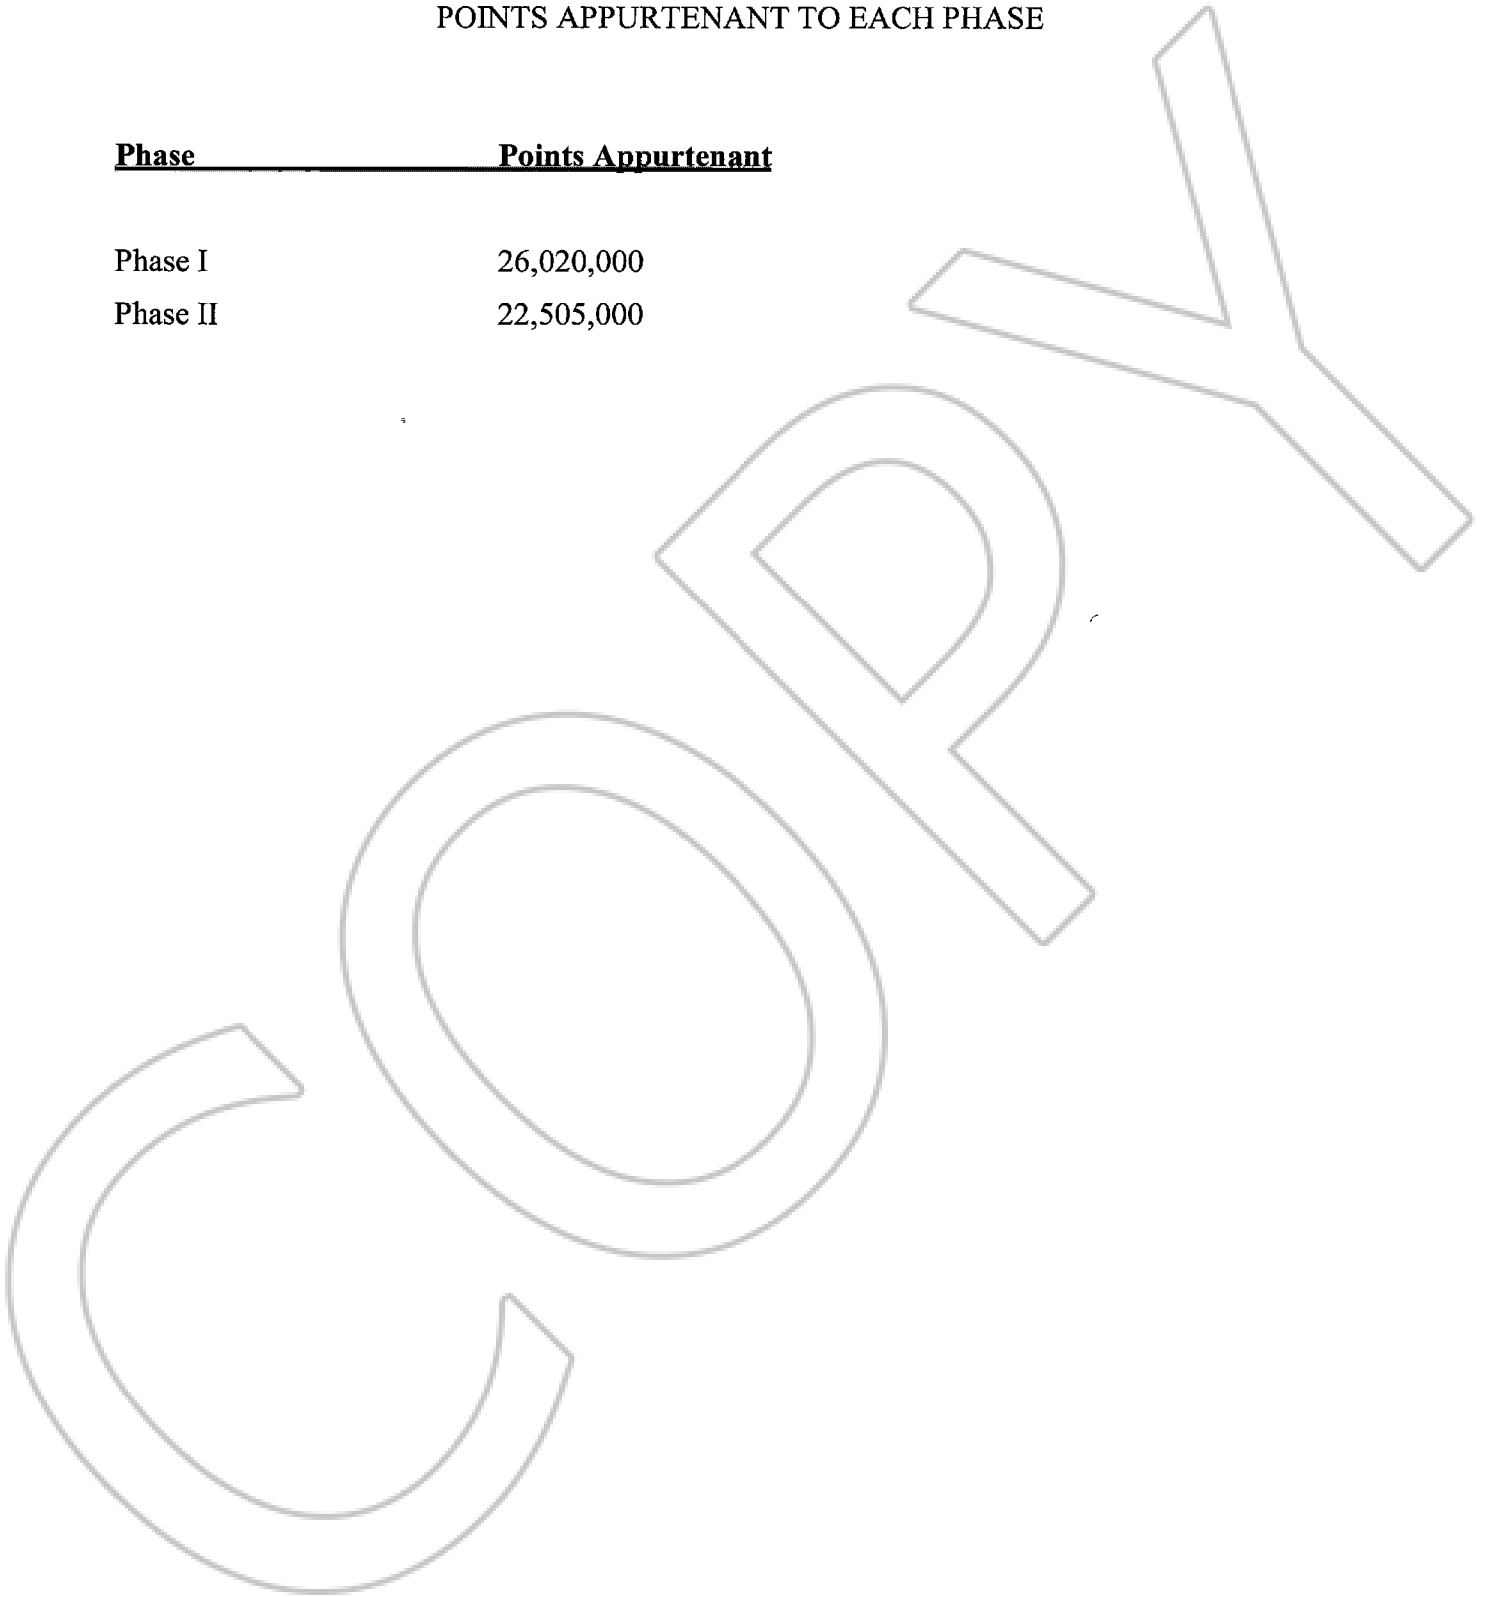 POINTS APPURTENANT TO EACH PHASE
Phase Points Appurtenant
Phase I 26,020,000
Phase II 22,505,000
COPY